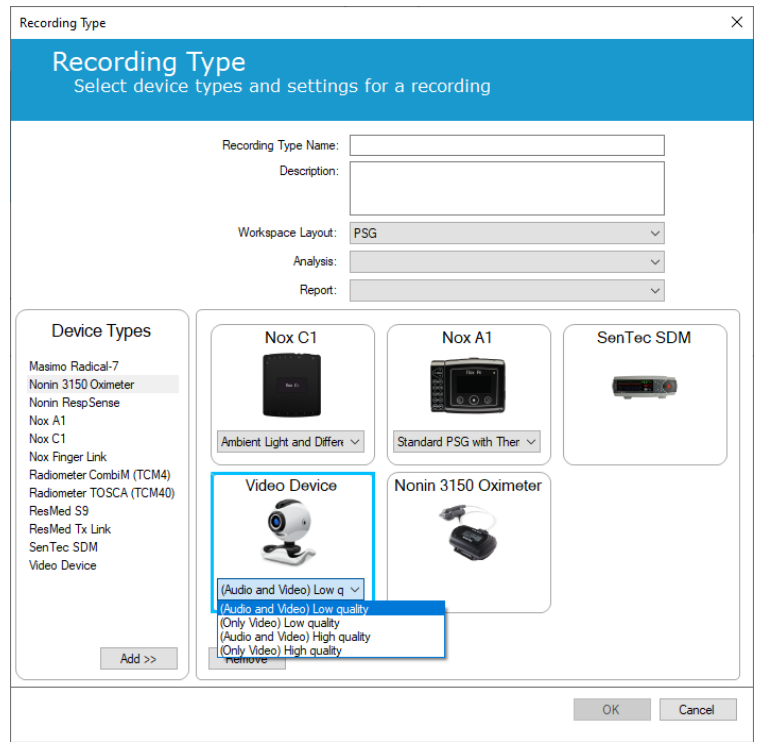 Recording Type
Recording Type
Select device types and settings for a recording
Recording Type Name:
Description:
Workspace Layout: PSG
Analysis:
Report:
Device Types
Masimo Radical-7
Nonin 3150 Oximeter
Nonin RespSense
Nox A1
Nox C1
Nox Finger Link
Radiometer CombiM (TCM4)
Radiometer TOSCA (TCM40)
ResMed S9
ResMed Tx Link
SenTec SDM
Video Device
Add >>
Nox C1
Ambient Light and Differe
Nox A1
Standard PSG with Ther
SenTec SDM
Video Device
(Audio and Video) Low q
(Audio and Video) Low quality
(Only Video) Low quality
(Audio and Video) High quality
(Only Video) High quality
Nonin 3150 Oximeter
Remove
OK
Cancel